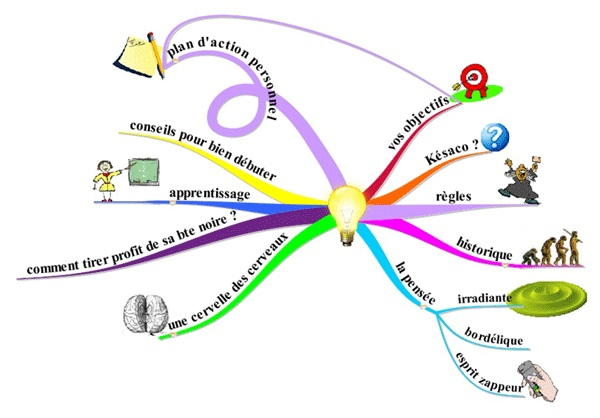 plan d'action personnel
vos objectifs
conseils pour bien débuter
Késaco ?
?
apprentissage
règles
comment tirer profit de sa bte noire ?
historique
une cervelle des cerveaux
la pensée
irradiante
bordélique
esprit zappeur